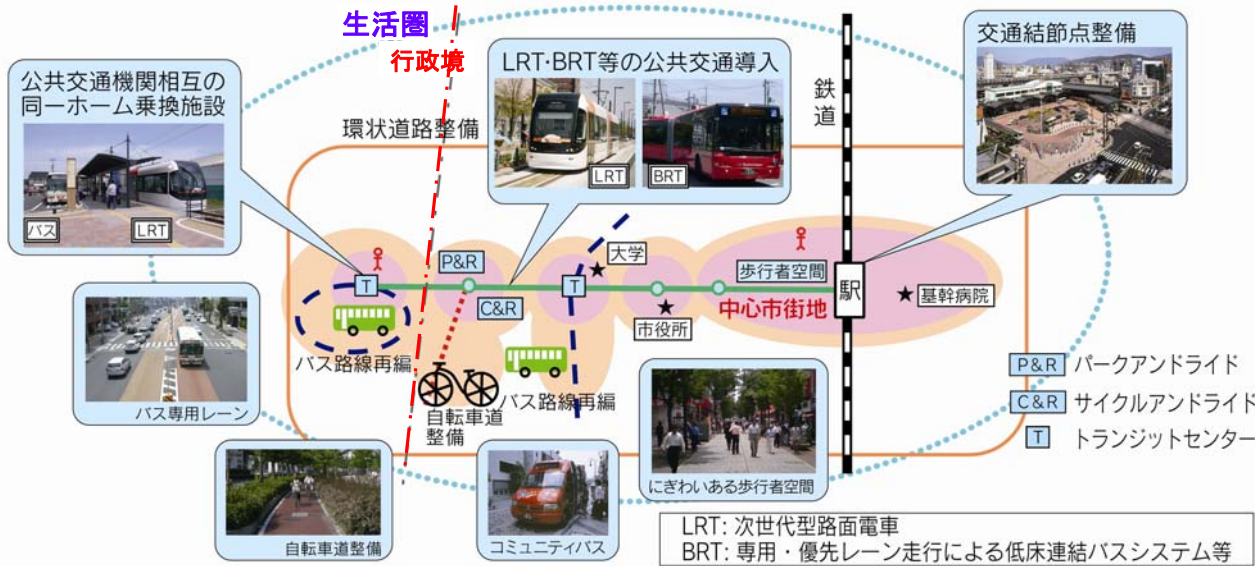 生活圏
行政境
公共交通機関相互の
同一ホーム乗換施設
バス
LRT
環状道路整備
LRT･BRT等の公共交通導入
LRT
BRT
鉄道
交通結節点整備
P&R
T
C&R
T
大学
市役所
歩行者空間
中心市街地
駅
基幹病院
バス路線再編
バス路線再編
自転車道
整備
バス専用レーン
自転車道整備
コミュニティバス
にぎわいある歩行者空間
P&R パークアンドライド
C&R サイクルアンドライド
T トランジットセンター
LRT: 次世代型路面電車
BRT: 専用・優先レーン走行による低床連結バスシステム等